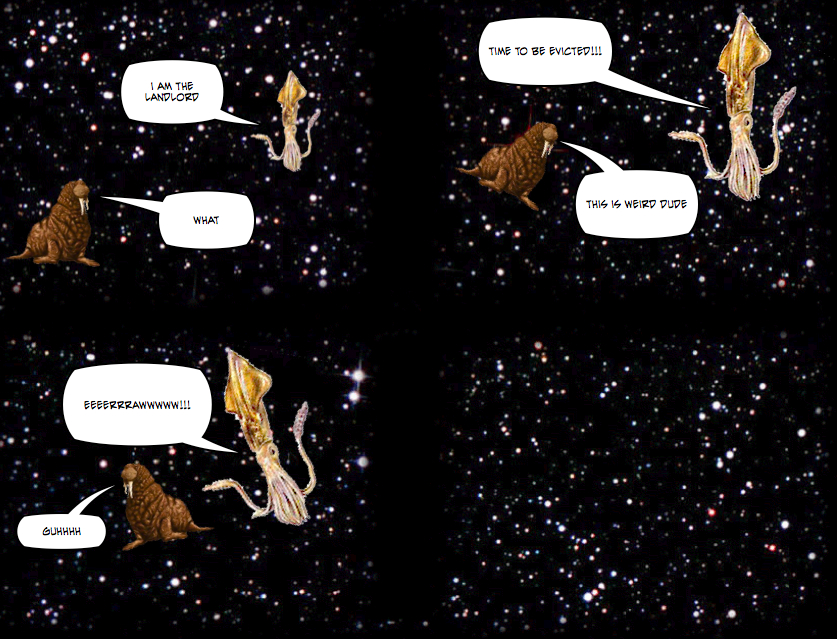 I AM THE
LANDLORD
WHAT
TIME TO BE EVICTED!!!
THIS IS WEIRD DUDE
EEEERRRAWWWWW!!!
GUHHHH